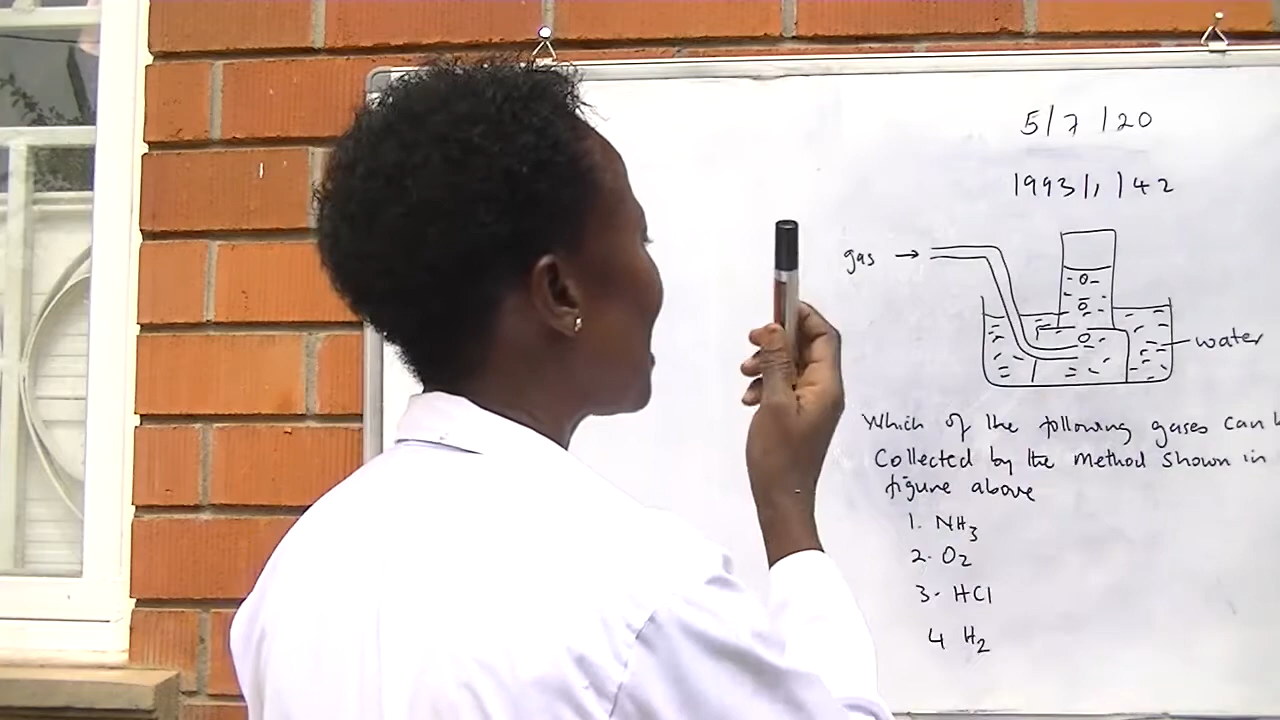 5/7/20
1993/1/42
gas →
water
Which of the following gases can
Collected by the method shown in
figure above
1. NH3
2. O2
3. HCl
4 H2